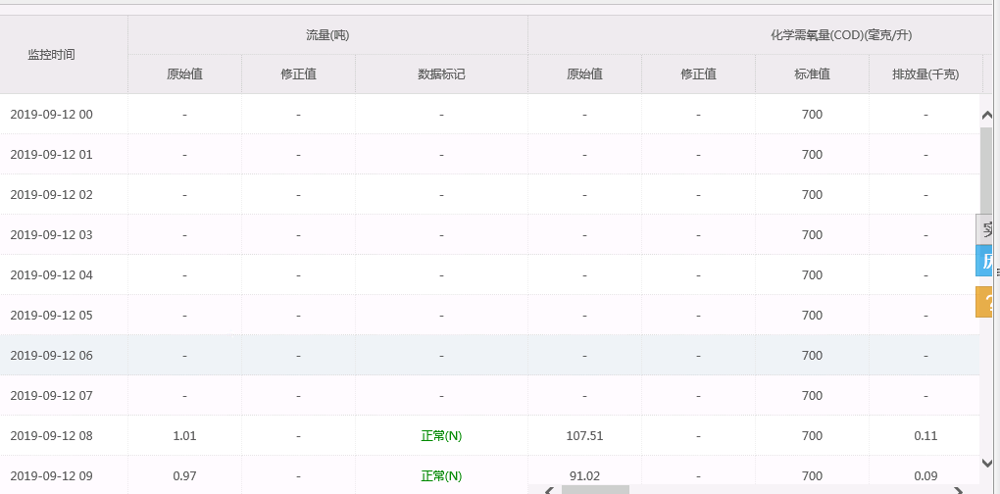 监控时间 流量(吨) 化学需氧量(COD)(毫克/升)
原始值 修正值 数据标记 原始值 修正值 标准值 排放量(千克)
2019-09-12 00 - - - - - 700 -
2019-09-12 01 - - - - - 700 -
2019-09-12 02 - - - - - 700 -
2019-09-12 03 - - - - - 700 -
2019-09-12 04 - - - - - 700 -
2019-09-12 05 - - - - - 700 -
2019-09-12 06 - - - - - 700 -
2019-09-12 07 - - - - - 700 -
2019-09-12 08 1.01 - 正常(N) 107.51 - 700 0.11
2019-09-12 09 0.97 - 正常(N) 91.02 - 700 0.09